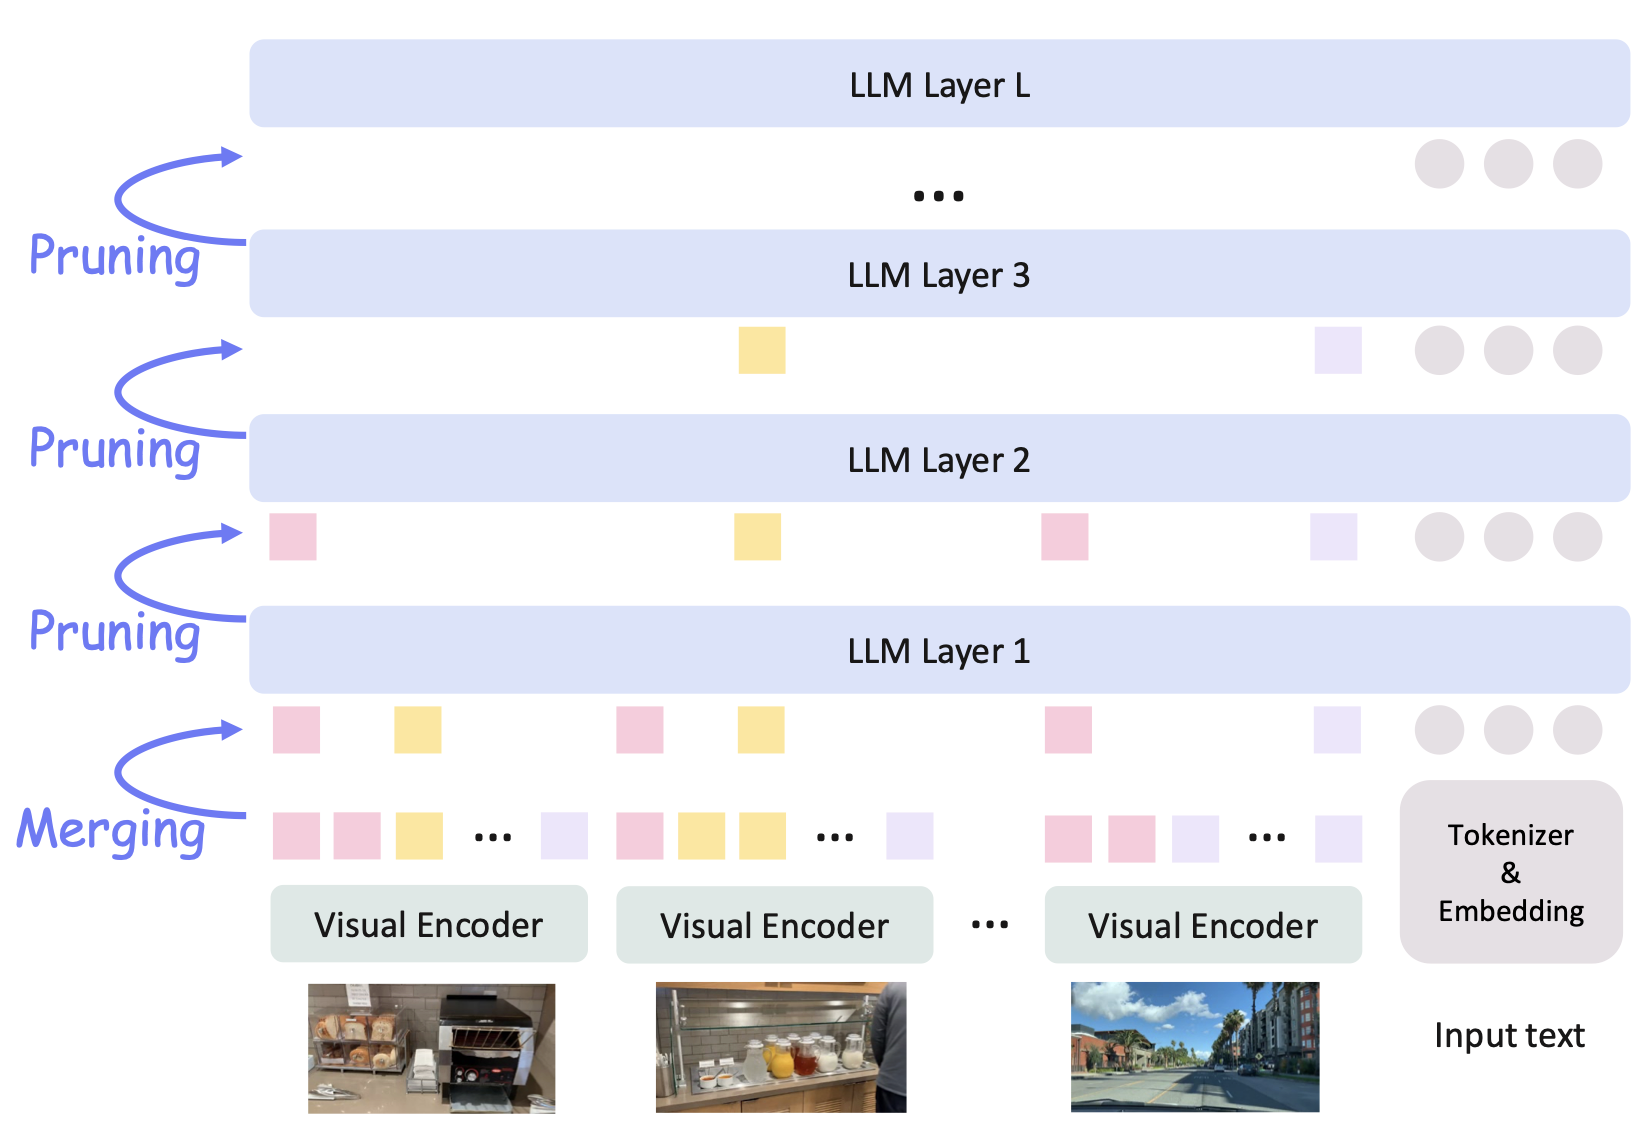 LLM Layer L
...
Pruning
LLM Layer 3
Pruning
LLM Layer 2
Pruning
LLM Layer 1
Merging
... ... ...
Tokenizer
&
Embedding
Visual Encoder
Visual Encoder
...
Visual Encoder
Input text